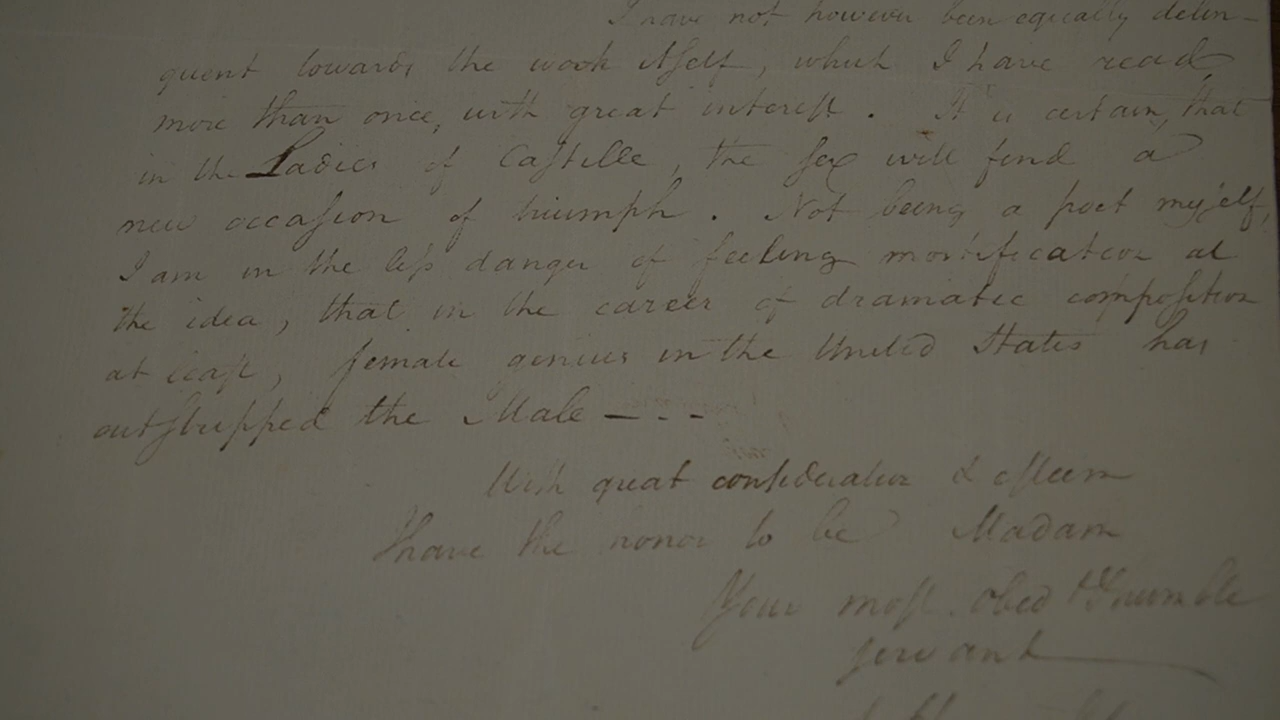 I have not however been equally delin-
quent towards the work itself, which I have read,
more than once, with great interest. It is certain, that
in the Ladies of Castille, the sex will find a
new occasion of triumph. Not being a poet myself,
I am in the less danger of feeling mortification at
the idea, that in the career of dramatic composition
at least, female genius in the United States has
outstripped the Male — - -
With great consideration & esteem
I have the honor to be Madam
Your most Obed & humble
servant